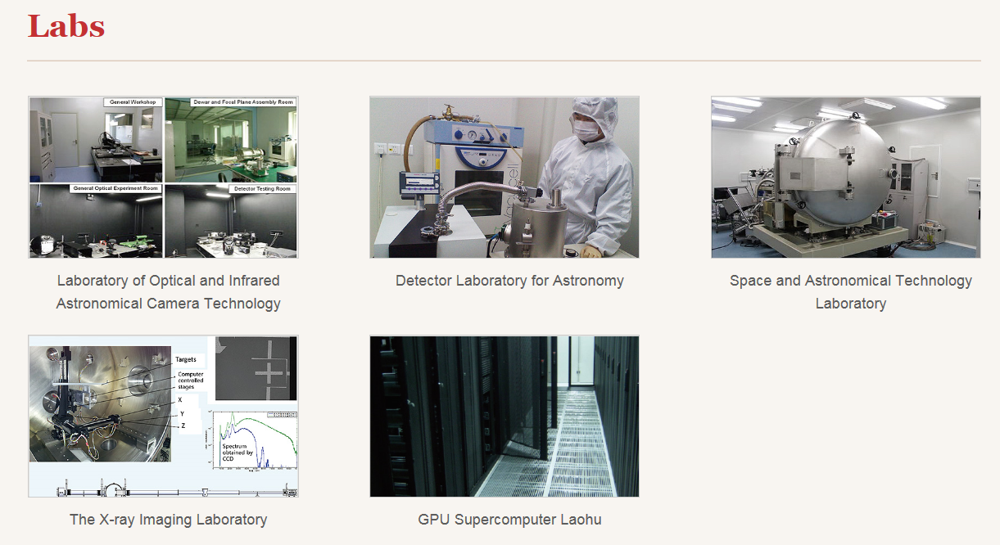 Labs
General Workshop
Dewar and Focal Plane Assembly Room
General Optical Experiment Room
Detector Testing Room
Laboratory of Optical and Infrared
Astronomical Camera Technology
Detector Laboratory for Astronomy
Space and Astronomical Technology
Laboratory
Targets
Computer
controlled
stages
X
Y
Z
Spectrum
obtained by
CCD
The X-ray Imaging Laboratory
GPU Supercomputer Laohu